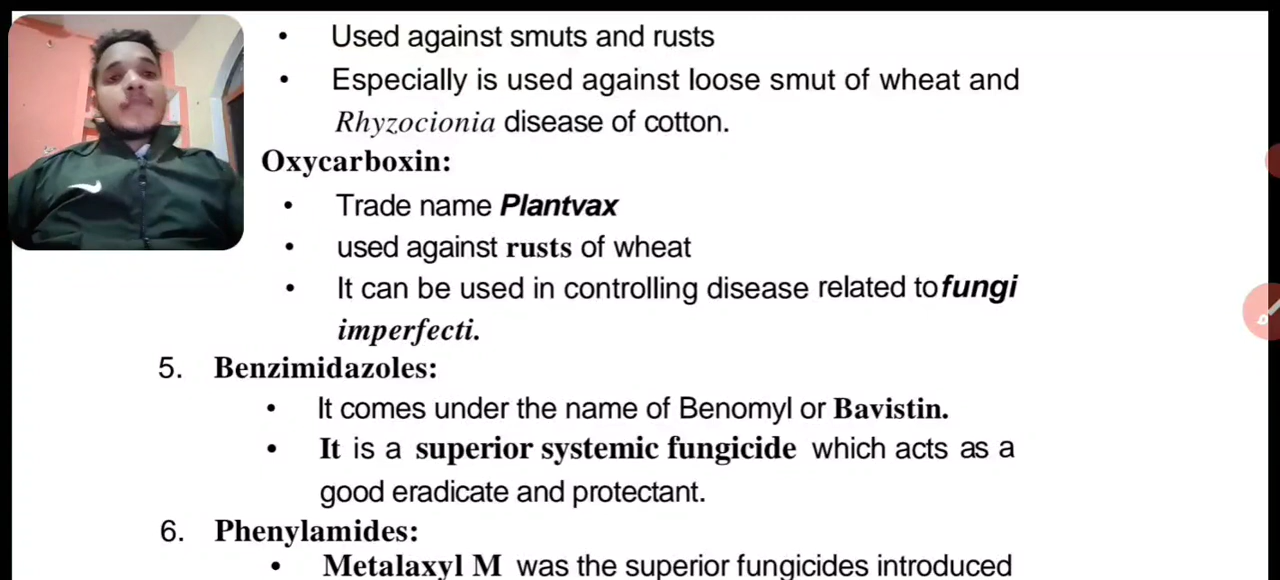 • Used against smuts and rusts
• Especially is used against loose smut of wheat and
Rhyzocionia disease of cotton.
Oxycarboxin:
• Trade name Plantvax
• used against rusts of wheat
• It can be used in controlling disease related to fungi
imperfecti.
5. Benzimidazoles:
• It comes under the name of Benomyl or Bavistin.
• It is a superior systemic fungicide which acts as a
good eradicate and protectant.
6. Phenylamides:
• Metalaxyl M was the superior fungicides introduced